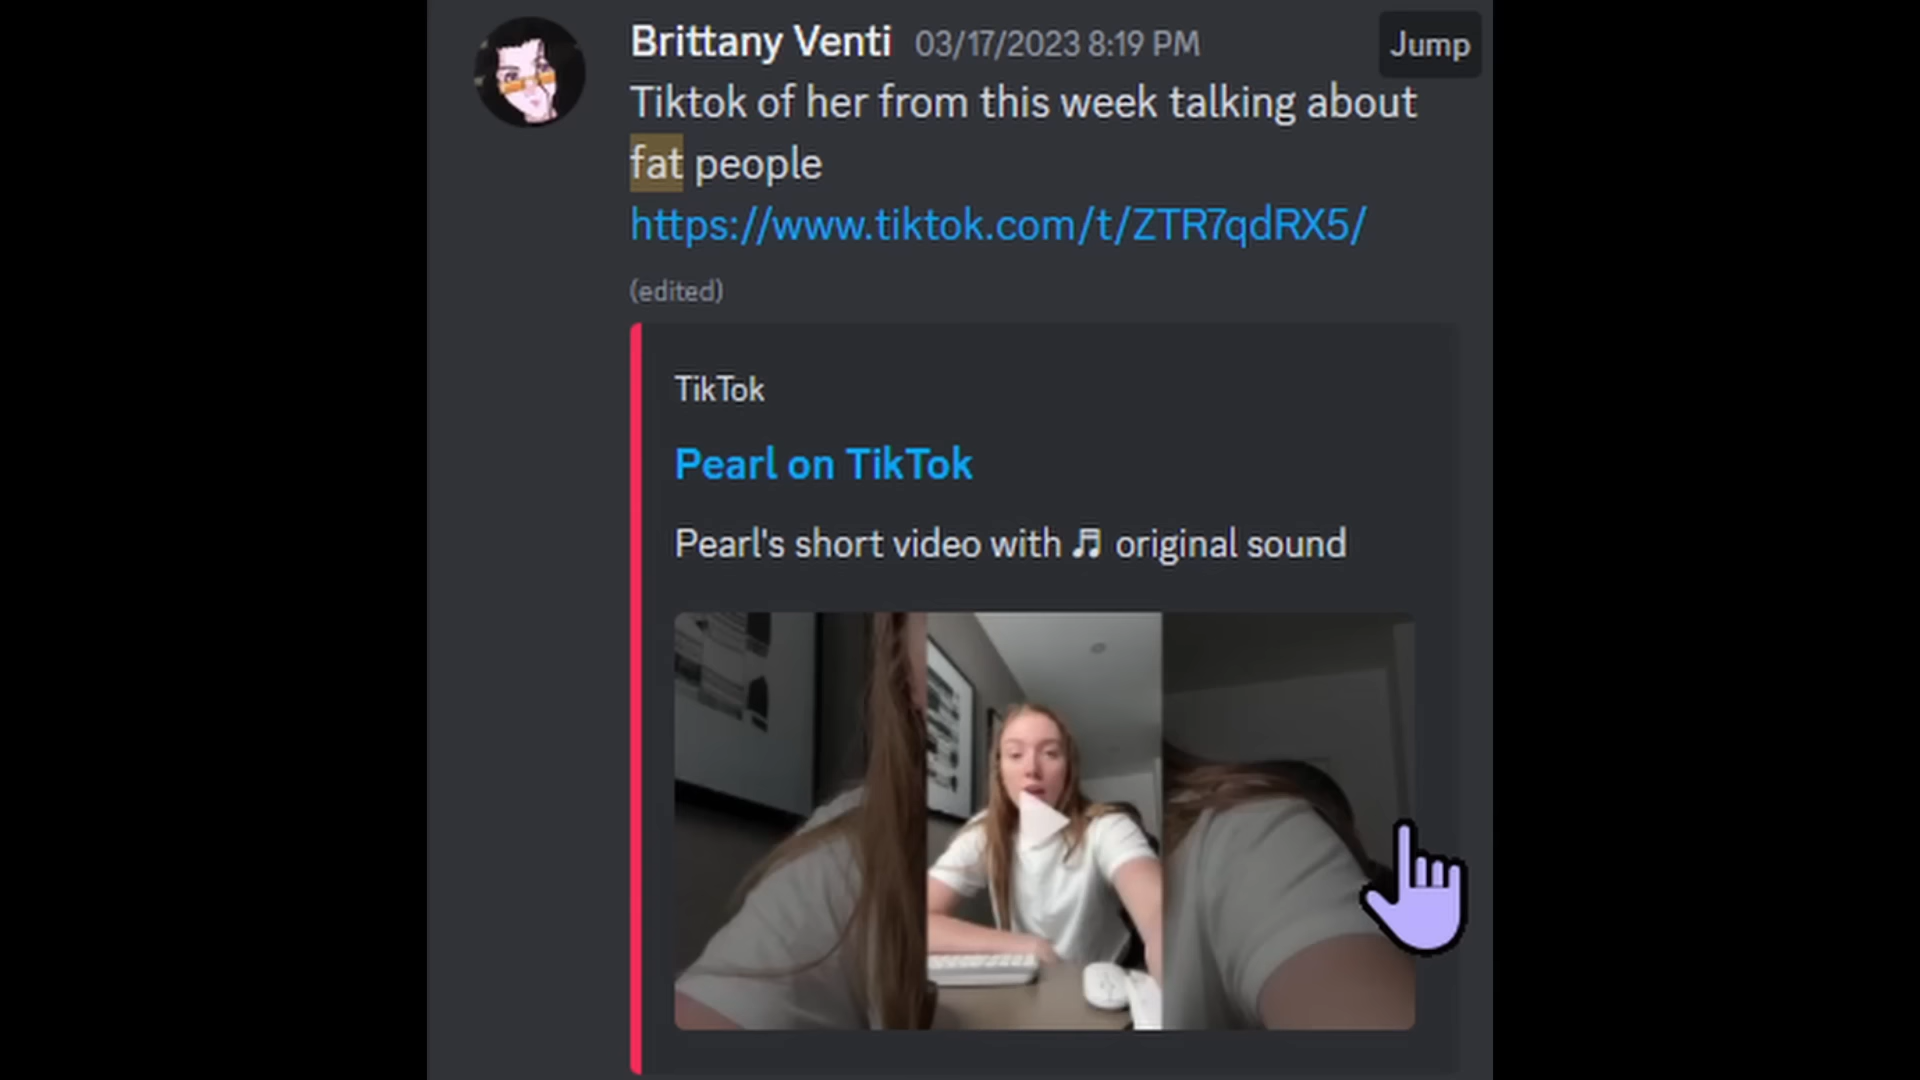 Brittany Venti 03/17/2023 8:19 PM
Jump
Tiktok of her from this week talking about
fat people
https://www.tiktok.com/t/ZTR7qdRX5/
(edited)
TikTok
Pearl on TikTok
Pearl's short video with ♬ original sound